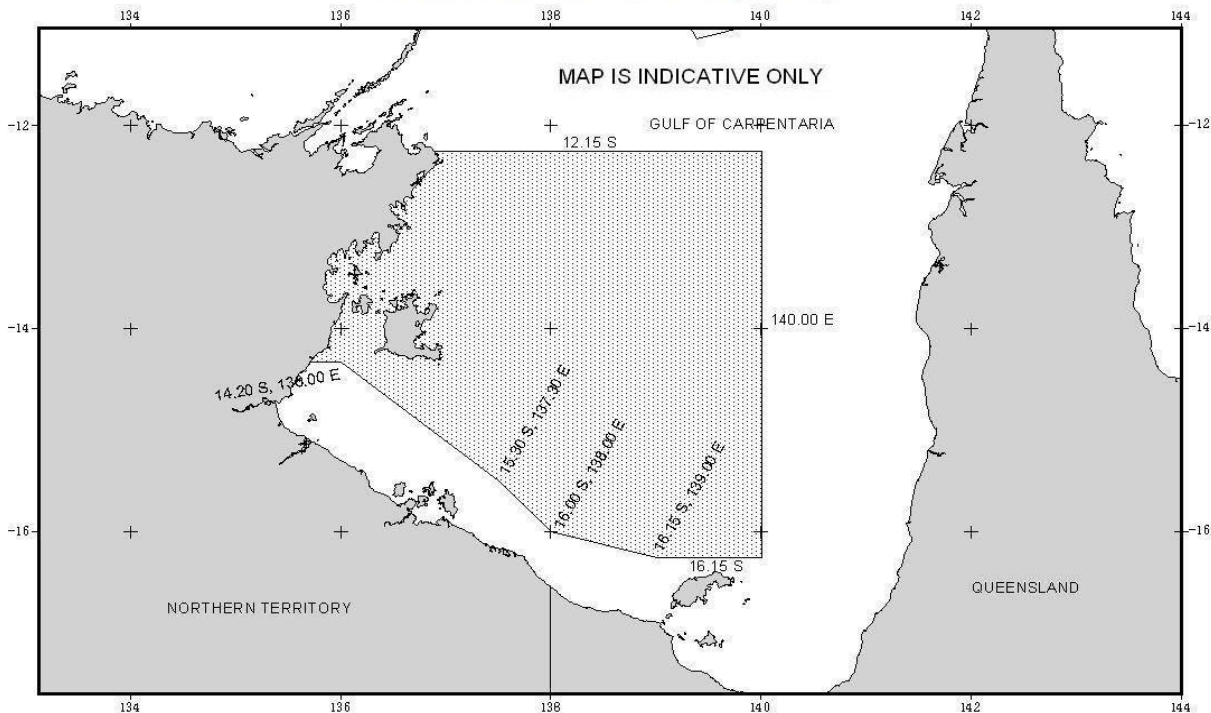 134 136 138 140 142 144
MAP IS INDICATIVE ONLY
-12 GULF OF CARPENTARIA -12
12.15 S
-14 140.00 E -14
14.20 S, 136.00 E
15.30 S, 137.30 E
16.00 S, 138.00 E
16.15 S, 139.00 E
-16 -16
16.15 S
QUEENSLAND
NORTHERN TERRITORY
134 136 138 140 142 144